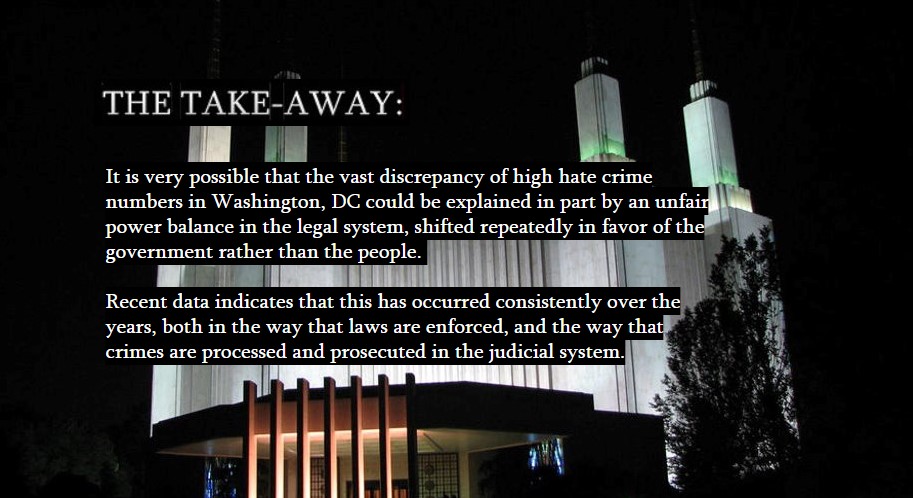 THE TAKE-AWAY:
It is very possible that the vast discrepancy of high hate crime
numbers in Washington, DC could be explained in part by an unfair
power balance in the legal system, shifted repeatedly in favor of the
government rather than the people.
Recent data indicates that this has occurred consistently over the
years, both in the way that laws are enforced, and the way that
crimes are processed and prosecuted in the judicial system.